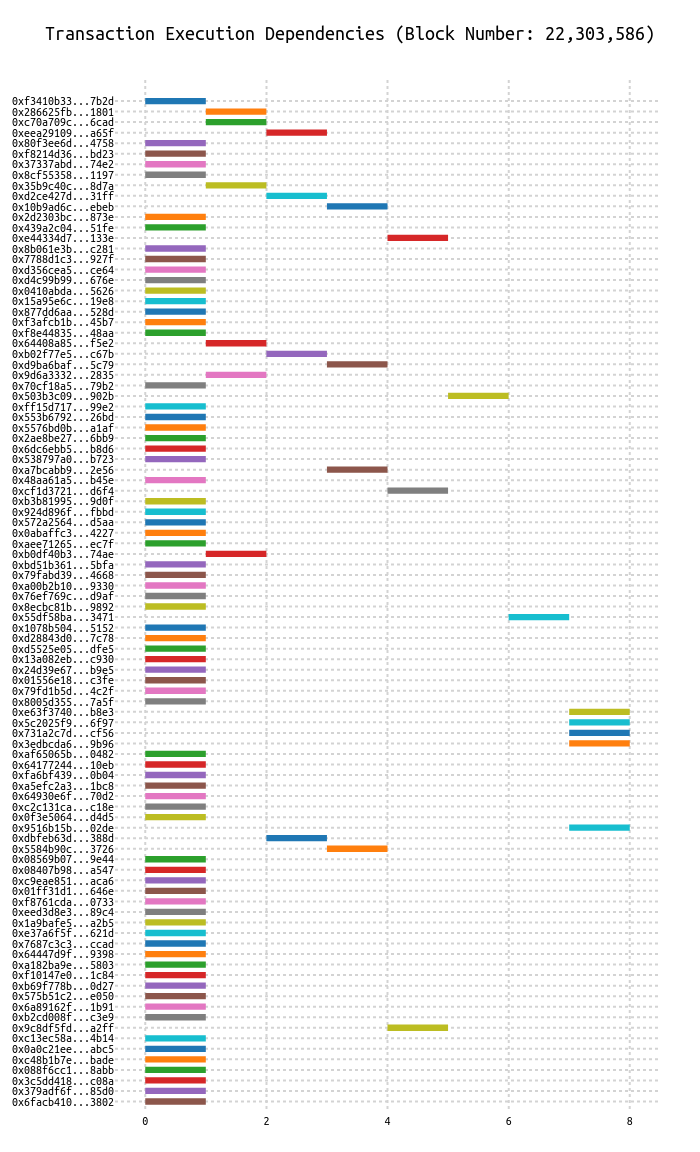 Transaction Execution Dependencies (Block Number: 22,303,586)
0xf3410b33...7b2d
0x286625fb...1801
0xc70a709c...6cad
0xeea29109...a65f
0x80f3ee6d...4758
0xf8214d36...bd23
0x37337abd...74e2
0x8cf55358...1197
0x35b9c40c...8d7a
0xd2ce427d...31ff
0x10b9ad6c...ebeb
0x2d2303bc...873e
0x439a2c04...51fe
0xe44334d7...133e
0x8b061e3b...c281
0x7788d1c3...927f
0xd356cea5...ce64
0xd4c99b99...676e
0x0410abda...5626
0x15a95e6c...19e8
0x877dd6aa...528d
0xf3afcb1b...45b7
0xf8e44835...48aa
0x64408a85...f5e2
0xb02f77e5...c67b
0xd9ba6baf...5c79
0x9d6a3332...2835
0x70cf18a5...79b2
0x503b3c09...902b
0xff15d717...99e2
0x553b6792...26bd
0x5576bd0b...a1af
0x2ae8be27...6bb9
0x6dc6ebb5...b8d6
0x538797a0...b723
0xa7bcabb9...2e56
0x48aa61a5...b45e
0xcf1d3721...d6f4
0xb3b81995...9d0f
0x924d896f...fbbd
0x572a2564...d5aa
0x0abaffc3...4227
0xaee71265...ec7f
0xb0df40b3...74ae
0xbd51b361...5bfa
0x79fabd39...4668
0xa00b2b10...9330
0x76ef769c...d9af
0x8ecbc81b...9892
0x55df58ba...3471
0x1078b504...5152
0xd28843d0...7c78
0xd5525e05...dfe5
0x13a082eb...c930
0x24d39e67...b9e5
0x01556e18...c3fe
0x79fd1b5d...4c2f
0x8005d355...7a5f
0xe63f3740...b8e3
0x5c2025f9...6f97
0x731a2c7d...cf56
0x3edbcda6...9b96
0xaf65065b...0482
0x64177244...10eb
0xfa6bf439...0b04
0xa5efc2a3...1bc8
0x64930e6f...70d2
0xc2c131ca...c18e
0x0f3e5064...d4d5
0x9516b15b...02de
0xdbfeb63d...388d
0x5584b90c...3726
0x08569b07...9e44
0x08407b98...a547
0xc9eae851...aca6
0x01ff31d1...646e
0xf8761cda...0733
0xeed3d8e3...89c4
0x1a9bafe5...a2b5
0xe37a6f5f...621d
0x7687c3c3...ccad
0x64447d9f...9398
0xa182ba9e...5803
0xf10147e0...1c84
0xb69f778b...0d27
0x575b51c2...e050
0x6a89162f...1b91
0xb2cd008f...c3e9
0x9c8df5fd...a2ff
0xc13ec58a...4b14
0x0a0c21ee...abc5
0xc48b1b7e...bade
0x088f6cc1...8abb
0x3c5dd418...c08a
0x379adf6f...85d0
0x6facb410...3802
0 2 4 6 8